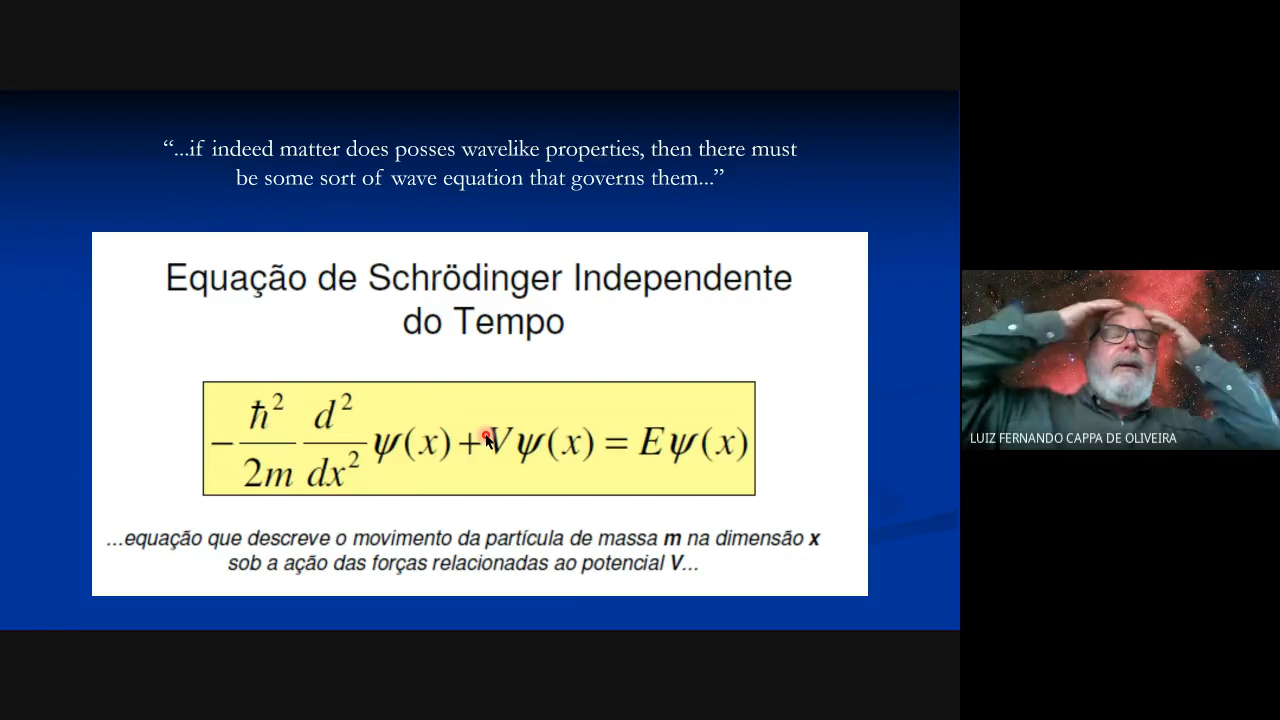 “...if indeed matter does posses wavelike properties, then there must
be some sort of wave equation that governs them...”
Equação de Schrödinger Independente
do Tempo
−ħ²/2m d²/dx² ψ(x)+Vψ(x)=Eψ(x)
...equação que descreve o movimento da partícula de massa m na dimensão x
sob a ação das forças relacionadas ao potencial V...
LUIZ FERNANDO CAPPA DE OLIVEIRA